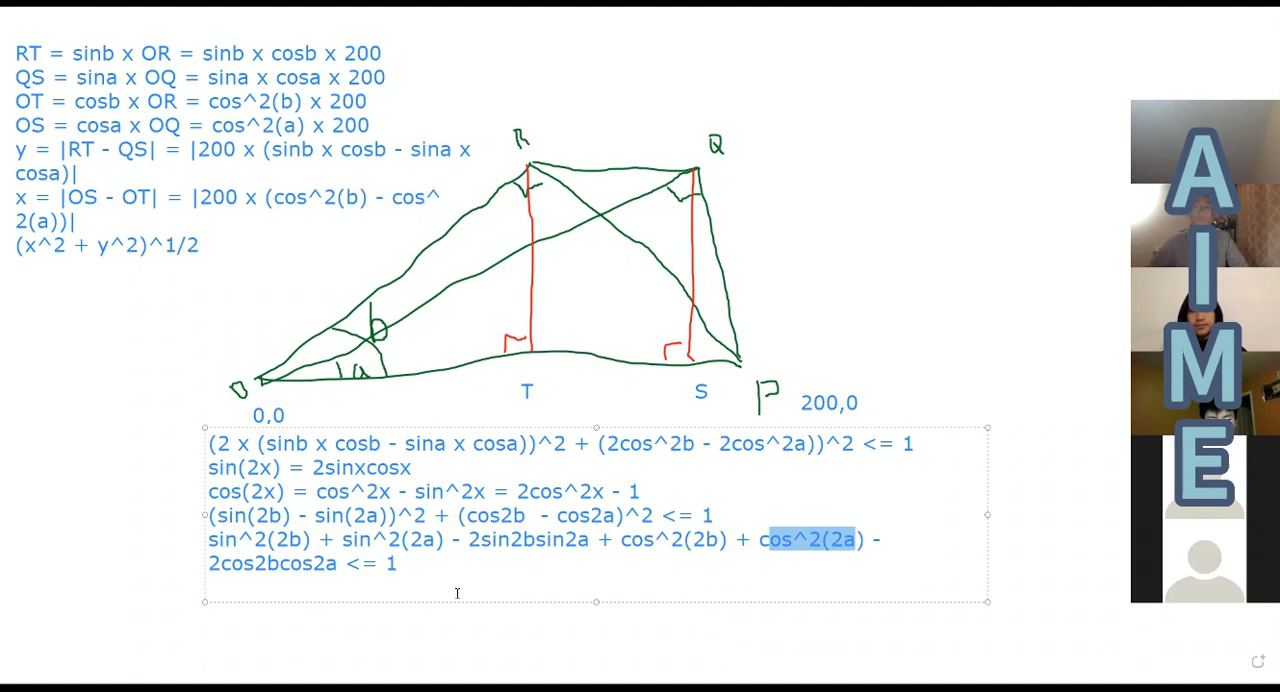 RT = sinb x OR = sinb x cosb x 200
QS = sina x OQ = sina x cosa x 200
OT = cosb x OR = cos^2(b) x 200
OS = cosa x OQ = cos^2(a) x 200
y = |RT - QS| = |200 x (sinb x cosb - sina x
cosa)|
x = |OS - OT| = |200 x (cos^2(b) - cos^
2(a))|
(x^2 + y^2)^1/2
R
Q
b
a
O
T
S
P
200,0
0,0
(2 x (sinb x cosb - sina x cosa))^2 + (2cos^2b - 2cos^2a))^2 <= 1
sin(2x) = 2sinxcosx
cos(2x) = cos^2x - sin^2x = 2cos^2x - 1
(sin(2b) - sin(2a))^2 + (cos2b - cos2a)^2 <= 1
sin^2(2b) + sin^2(2a) - 2sin2bsin2a + cos^2(2b) + cos^2(2a) -
2cos2bcos2a <= 1
A
I
M
E